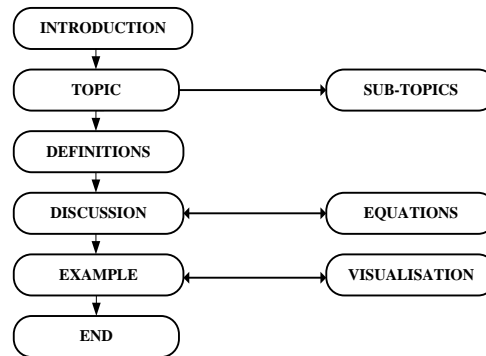 INTRODUCTION
TOPIC
SUB-TOPICS
DEFINITIONS
DISCUSSION
EQUATIONS
EXAMPLE
VISUALISATION
END